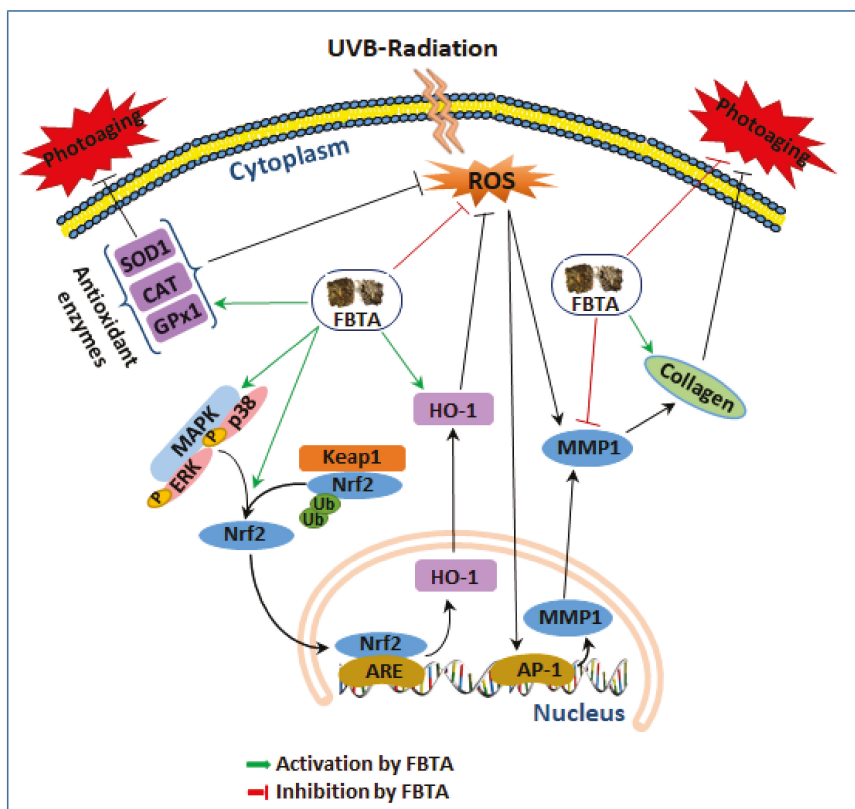 UVB-Radiation
Photoaging
Photoaging
Cytoplasm
ROS
SOD1
CAT
GPx1
Antioxidant
enzymes
FBTA
FBTA
Collagen
MAPK
p38
P
ERK
P
HO-1
Keap1
Nrf2
Ub
Ub
MMP1
Nrf2
HO-1
MMP1
Nrf2
ARE
AP-1
Nucleus
Activation by FBTA
Inhibition by FBTA